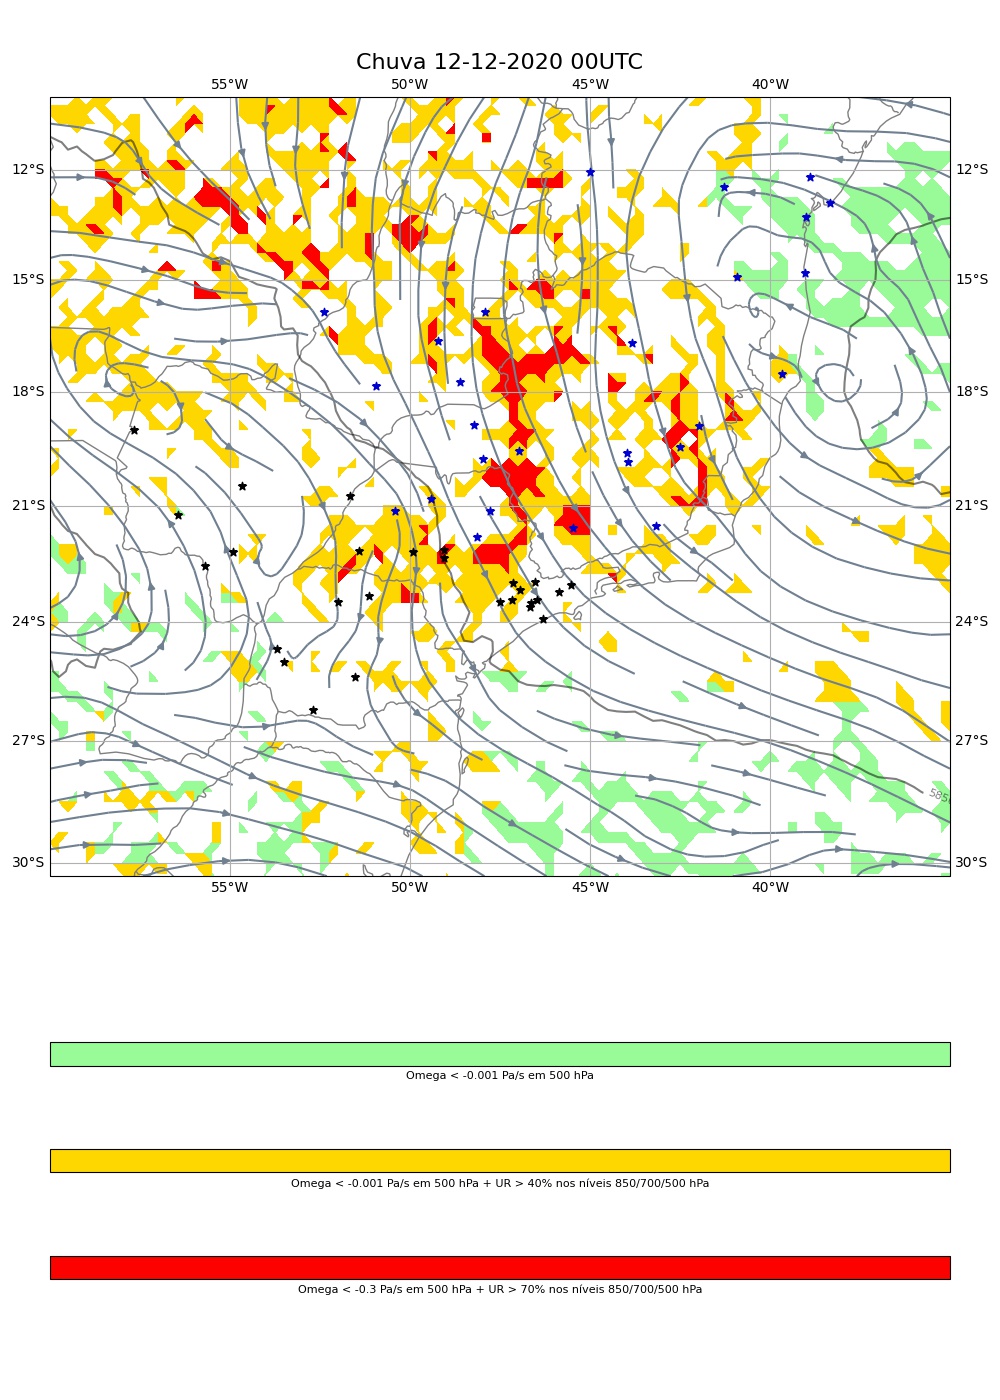 Chuva 12-12-2020 00UTC
55°W 50°W 45°W 40°W
12°S 12°S
15°S 15°S
18°S 18°S
21°S 21°S
24°S 24°S
27°S 27°S
585
30°S 30°S
55°W 50°W 45°W 40°W
Omega < -0.001 Pa/s em 500 hPa
Omega < -0.001 Pa/s em 500 hPa + UR > 40% nos níveis 850/700/500 hPa
Omega < -0.3 Pa/s em 500 hPa + UR > 70% nos níveis 850/700/500 hPa